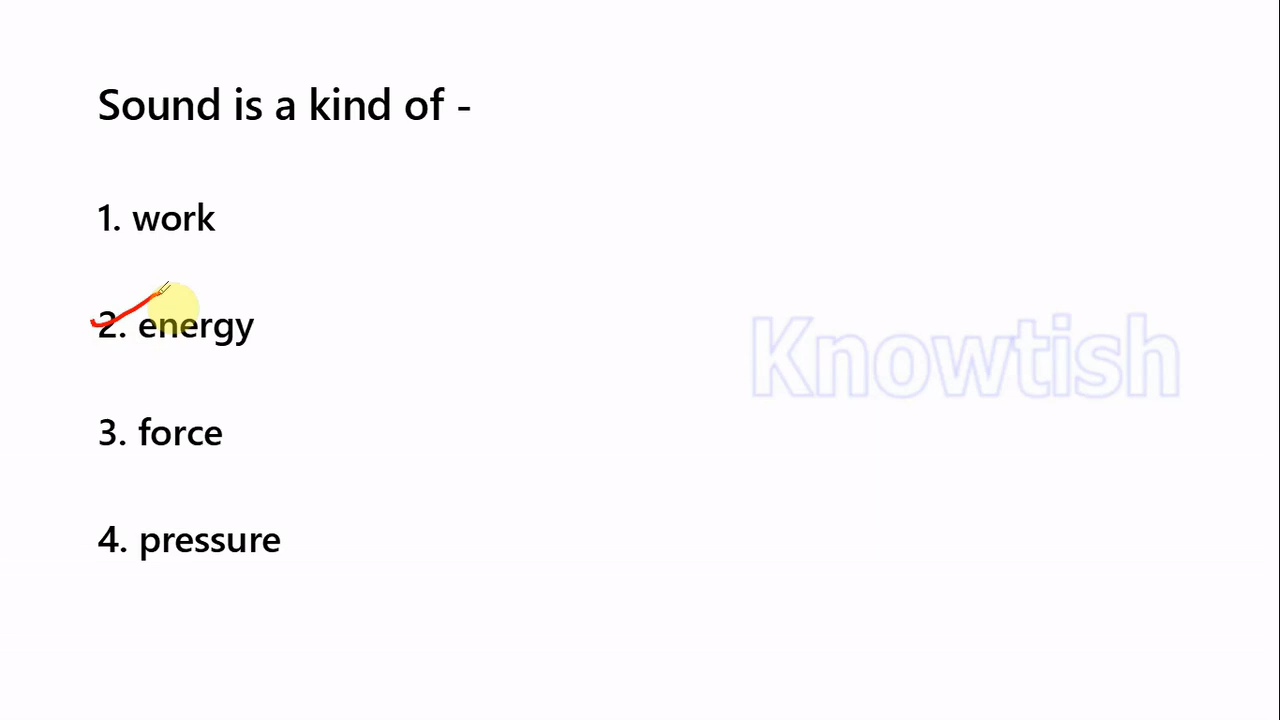 Sound is a kind of -
1. work
2. energy
3. force
4. pressure
Knowtish